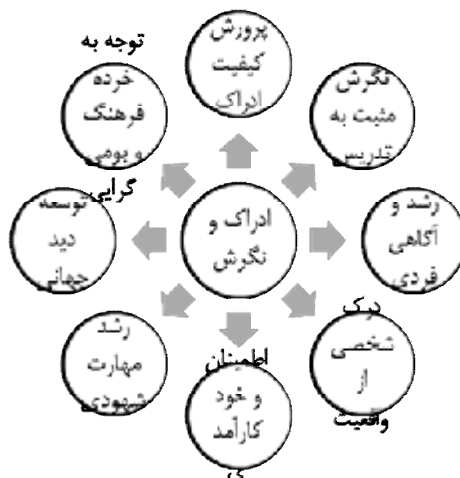 پرورش
کیفیت
ادراک
نگرش
مثبت به
تدریس
رشد و
آگاهی
فردی
درک
شخصی
از
واقعیت
اطمینان
و خود
کارآمد
ی
رشد
مهارت
شهودی
توسعه
دید
جهانی
توجه به
خرده
فرهنگ
و بومی
گرایی
ادراک و
نگرش